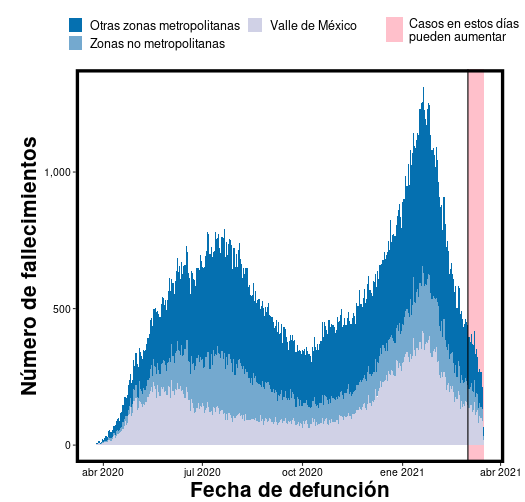 Otras zonas metropolitanas
Valle de México
Casos en estos días
pueden aumentar
Zonas no metropolitanas
Número de fallecimientos
1,000
500
0
abr 2020
jul 2020
oct 2020
ene 2021
abr 2021
Fecha de defunción